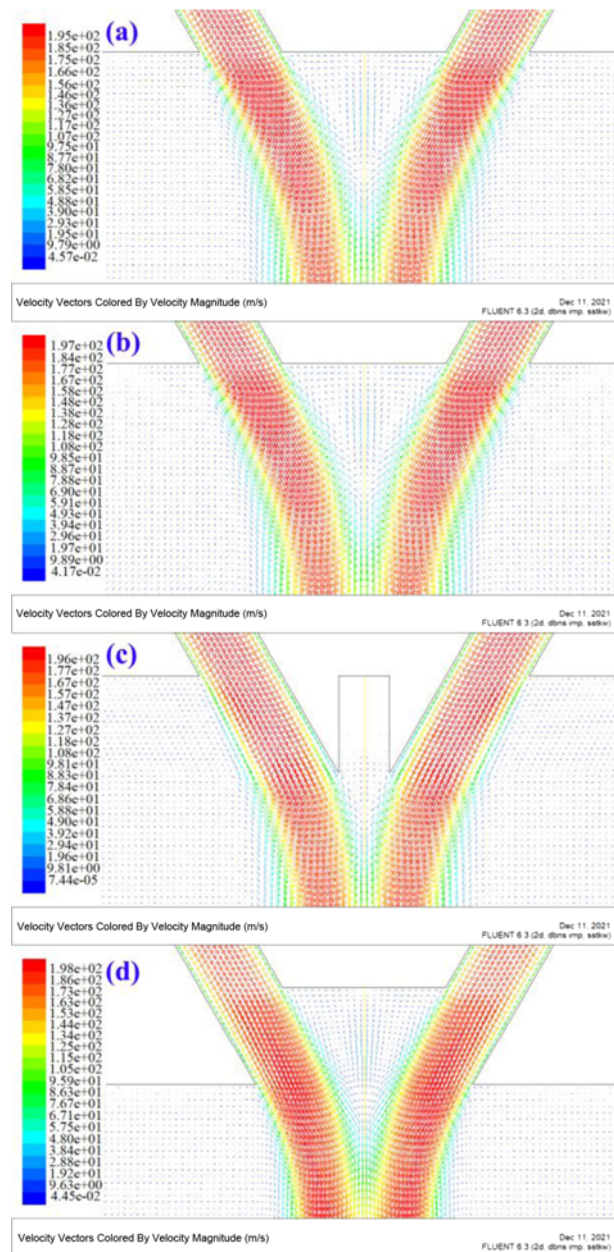 (a)
1.95e+02
1.85e+02
1.75e+02
1.66e+02
1.56e+02
1.46e+02
1.36e+02
1.27e+02
1.17e+02
1.07e+02
9.75e+01
8.77e+01
7.80e+01
6.82e+01
5.85e+01
4.88e+01
3.90e+01
2.93e+01
1.95e+01
9.79e+00
4.57e-02
Velocity Vectors Colored By Velocity Magnitude (m/s)
Dec 11, 2021
FLUENT 6.3 (2d, dbns imp, sstkw)
(b)
1.97e+02
1.84e+02
1.77e+02
1.67e+02
1.58e+02
1.48e+02
1.38e+02
1.28e+02
1.18e+02
1.08e+02
9.85e+01
8.87e+01
7.88e+01
6.90e+01
5.91e+01
4.93e+01
3.94e+01
2.96e+01
1.97e+01
9.89e+00
4.17e-02
Velocity Vectors Colored By Velocity Magnitude (m/s)
Dec 11, 2021
FLUENT 6.3 (2d, dbns imp, sstkw)
(c)
1.96e+02
1.77e+02
1.67e+02
1.57e+02
1.47e+02
1.37e+02
1.27e+02
1.18e+02
1.08e+02
9.81e+01
8.83e+01
7.84e+01
6.86e+01
5.88e+01
4.90e+01
3.92e+01
2.94e+01
1.96e+01
9.81e+00
7.44e-05
Velocity Vectors Colored By Velocity Magnitude (m/s)
Dec 11, 2021
FLUENT 6.3 (2d, dbns imp, sstkw)
(d)
1.98e+02
1.86e+02
1.73e+02
1.53e+02
1.44e+02
1.34e+02
1.25e+02
1.15e+02
1.05e+02
9.59e+01
8.63e+01
7.67e+01
6.71e+01
5.75e+01
4.80e+01
3.84e+01
2.88e+01
1.92e+01
9.63e+00
4.45e-02
Velocity Vectors Colored By Velocity Magnitude (m/s)
Dec 11, 2021
FLUENT 6.3 (2d, dbns imp, sstkw)